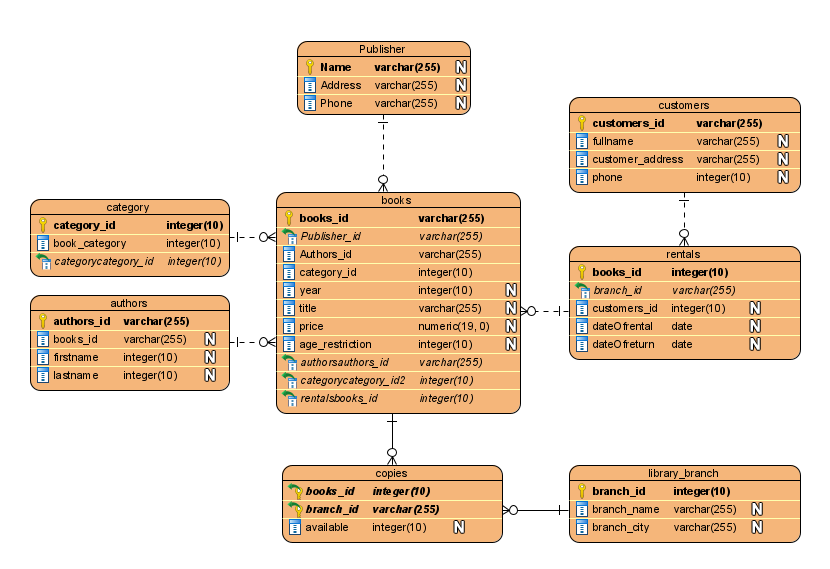 Publisher
Name varchar(255) N
Address varchar(255) N
Phone varchar(255) N
customers
customers_id varchar(255)
fullname varchar(255) N
customer_address varchar(255) N
phone integer(10) N
category
category_id integer(10)
book_category integer(10)
categorycategory_id integer(10)
books
books_id varchar(255)
Publisher_id varchar(255)
Authors_id varchar(255)
category_id integer(10)
year integer(10) N
title varchar(255) N
price numeric(19, 0) N
age_restriction integer(10) N
authorsauthors_id varchar(255)
categorycategory_id2 integer(10)
rentalsbooks_id integer(10)
rentals
books_id integer(10)
branch_id varchar(255)
customers_id integer(10) N
dateOfrental date N
dateOfreturn date N
authors
authors_id varchar(255)
books_id varchar(255) N
firstname integer(10) N
lastname integer(10) N
copies
books_id integer(10)
branch_id varchar(255)
available integer(10) N
library_branch
branch_id integer(10)
branch_name varchar(255) N
branch_city varchar(255) N